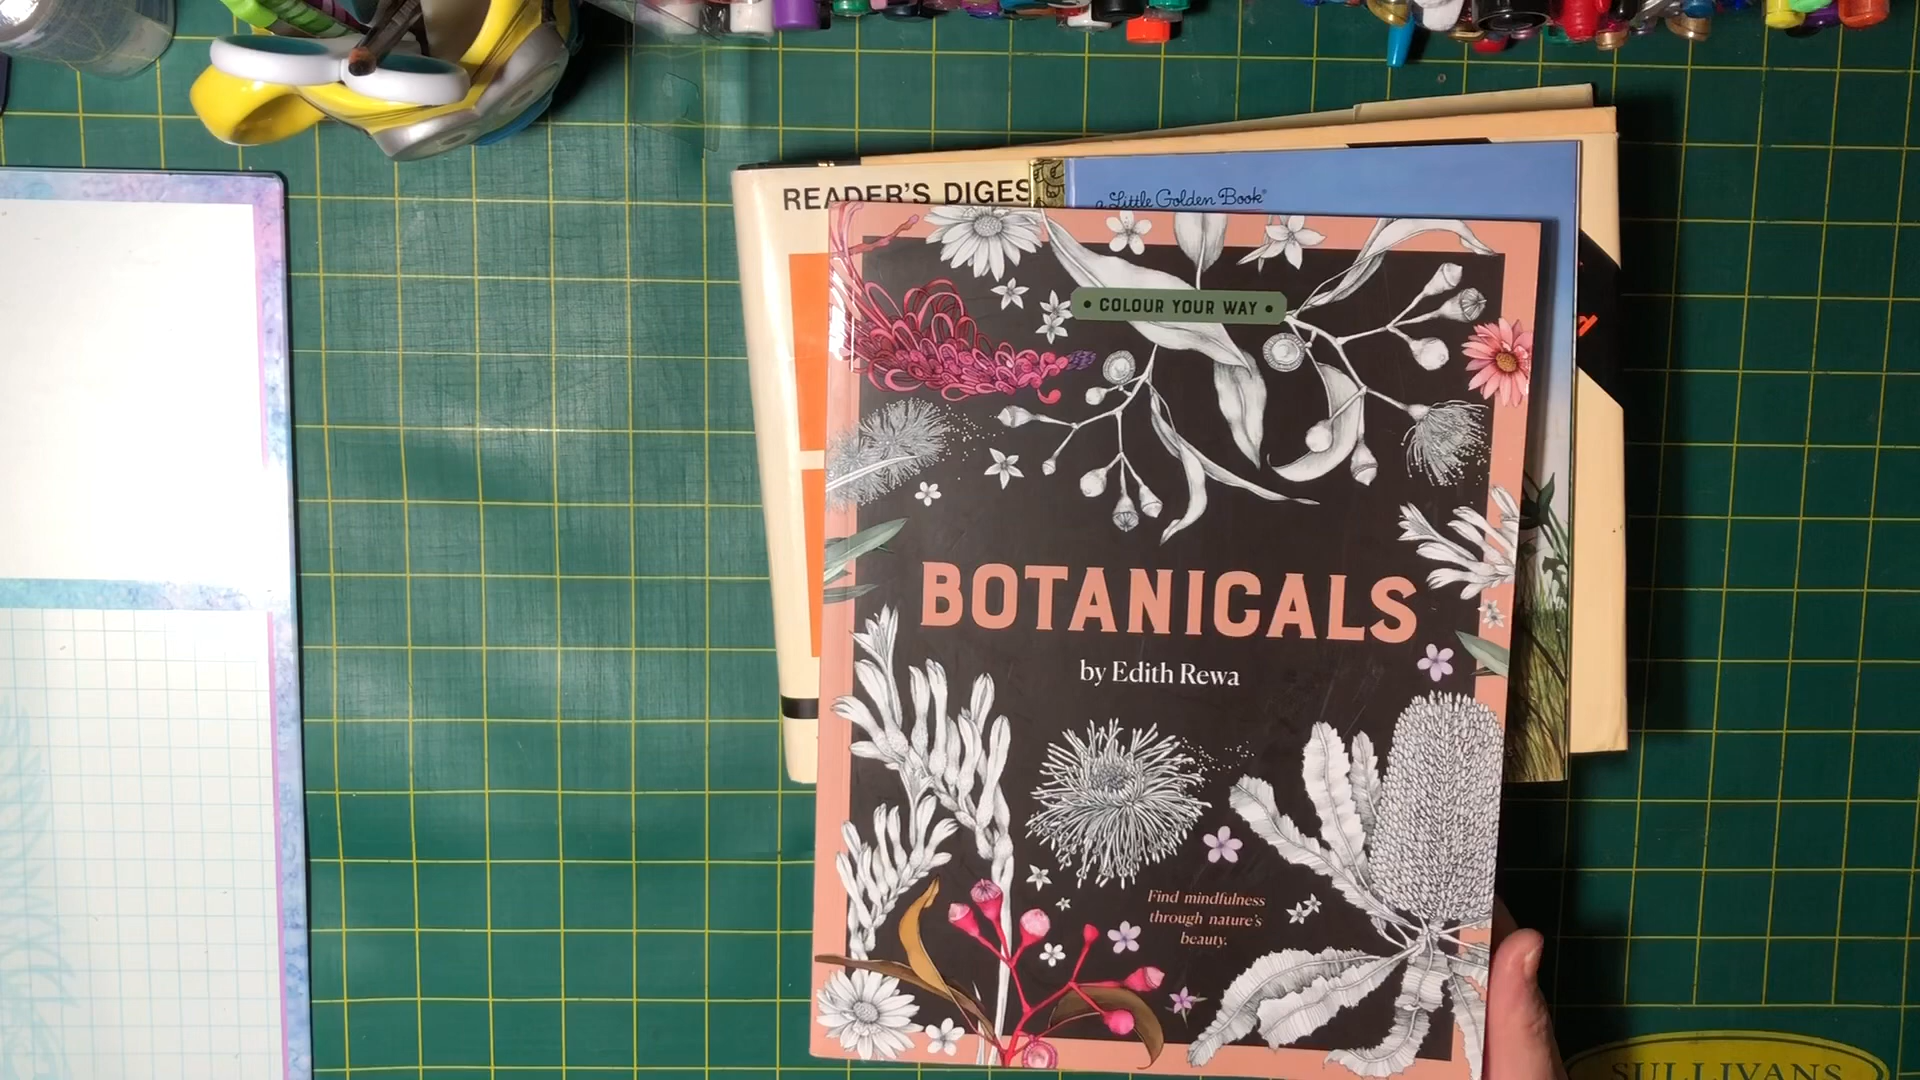 READER'S DIGES
a Little Golden Book
COLOUR YOUR WAY
BOTANICALS
by Edith Rewa
Find mindfulness
through nature's
beauty.
SULLIVANS